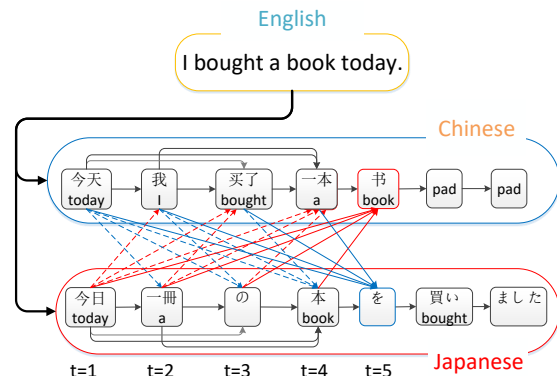 English
I bought a book today.
Chinese
今天 我 买了 一本 书 pad pad
today I bought a book
今日 一冊 の 本 を 買い ました
today a book bought
t=1 t=2 t=3 t=4 t=5 Japanese